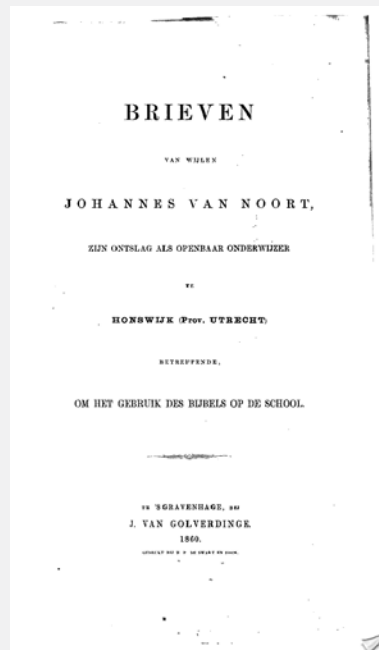 BRIEVEN
VAN WIJLEN
JOHANNES VAN NOORT,
ZIJN ONTSLAG ALS OPENBAAR ONDERWIJZER
TE
HONSWIJK (Prov. UTRECHT)
BETREFFENDE,
OM HET GEBRUIK DES BIJBELS OP DE SCHOOL.
TE 'SGRAVENHAGE, BIJ
J. VAN GOLVERDINGE.
1860.